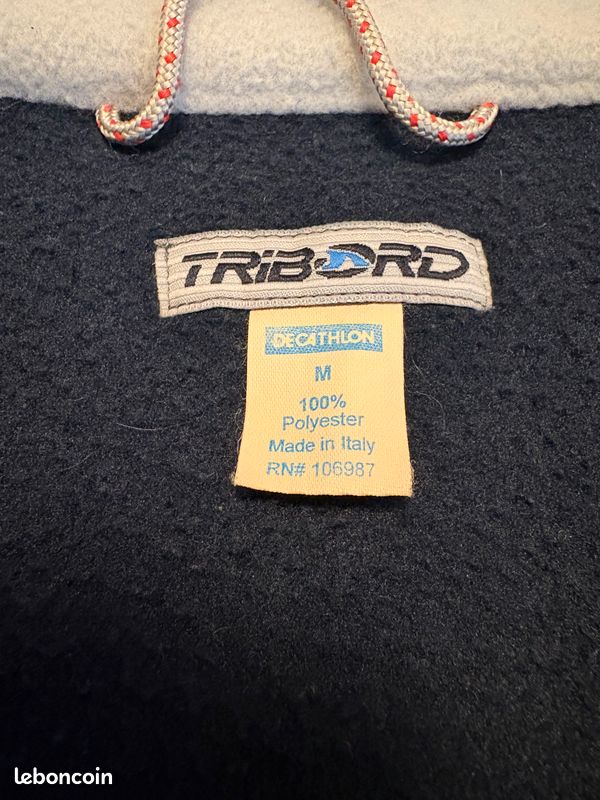 TRIBORD
DECATHLON
M
100%
Polyester
Made in Italy
RN# 106987
leboncoin